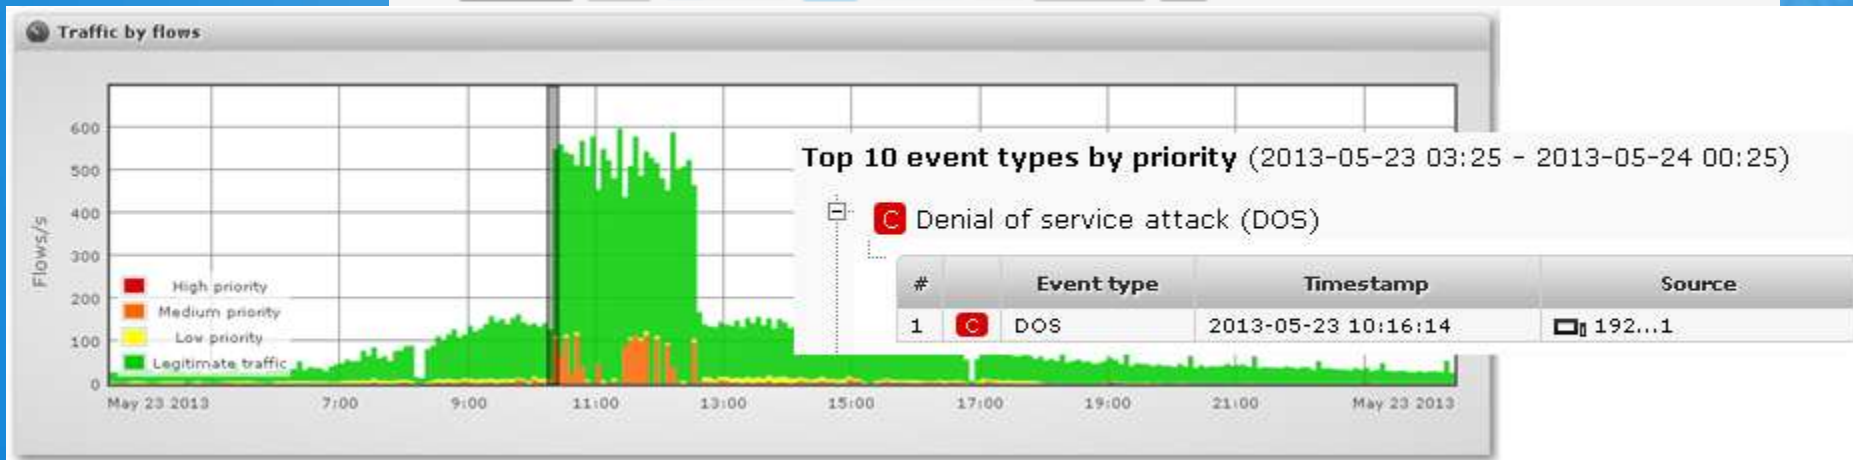 Traffic by flows
600
500
400
300
200
100
0
Flows/s
High priority
Medium priority
Low priority
Legitimate traffic
May 23 2013 7:00 9:00 11:00 13:00 15:00 17:00 19:00 21:00 May 23 2013
Top 10 event types by priority (2013-05-23 03:25 - 2013-05-24 00:25)
C Denial of service attack (DOS)
# Event type Timestamp Source
1 C DOS 2013-05-23 10:16:14 192...1